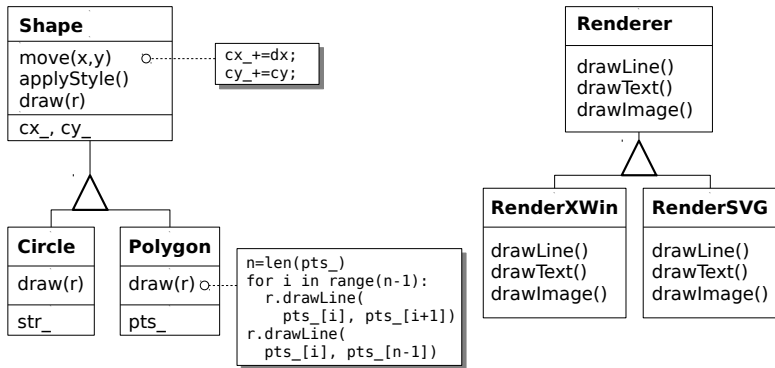 Shape
move(x,y)
applyStyle()
draw(r)
cx_, cy_
cx_+=dx;
cy_+=cy;
Circle
draw(r)
str_
Polygon
draw(r)
pts_
n=len(pts_)
for i in range(n-1):
r.drawLine(
pts_[i], pts_[i+1])
r.drawLine(
pts_[i], pts_[n-1])
Renderer
drawLine()
drawText()
drawImage()
RenderXWin
drawLine()
drawText()
drawImage()
RenderSVG
drawLine()
drawText()
drawImage()